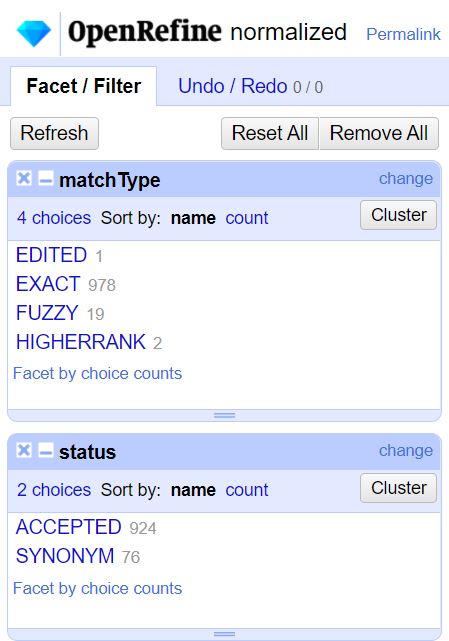 OpenRefine normalized Permalink
Facet / Filter Undo / Redo 0 / 0
Refresh Reset All Remove All
matchType change
4 choices Sort by: name count Cluster
EDITED 1
EXACT 978
FUZZY 19
HIGHERRANK 2
Facet by choice counts
status change
2 choices Sort by: name count Cluster
ACCEPTED 924
SYNONYM 76
Facet by choice counts